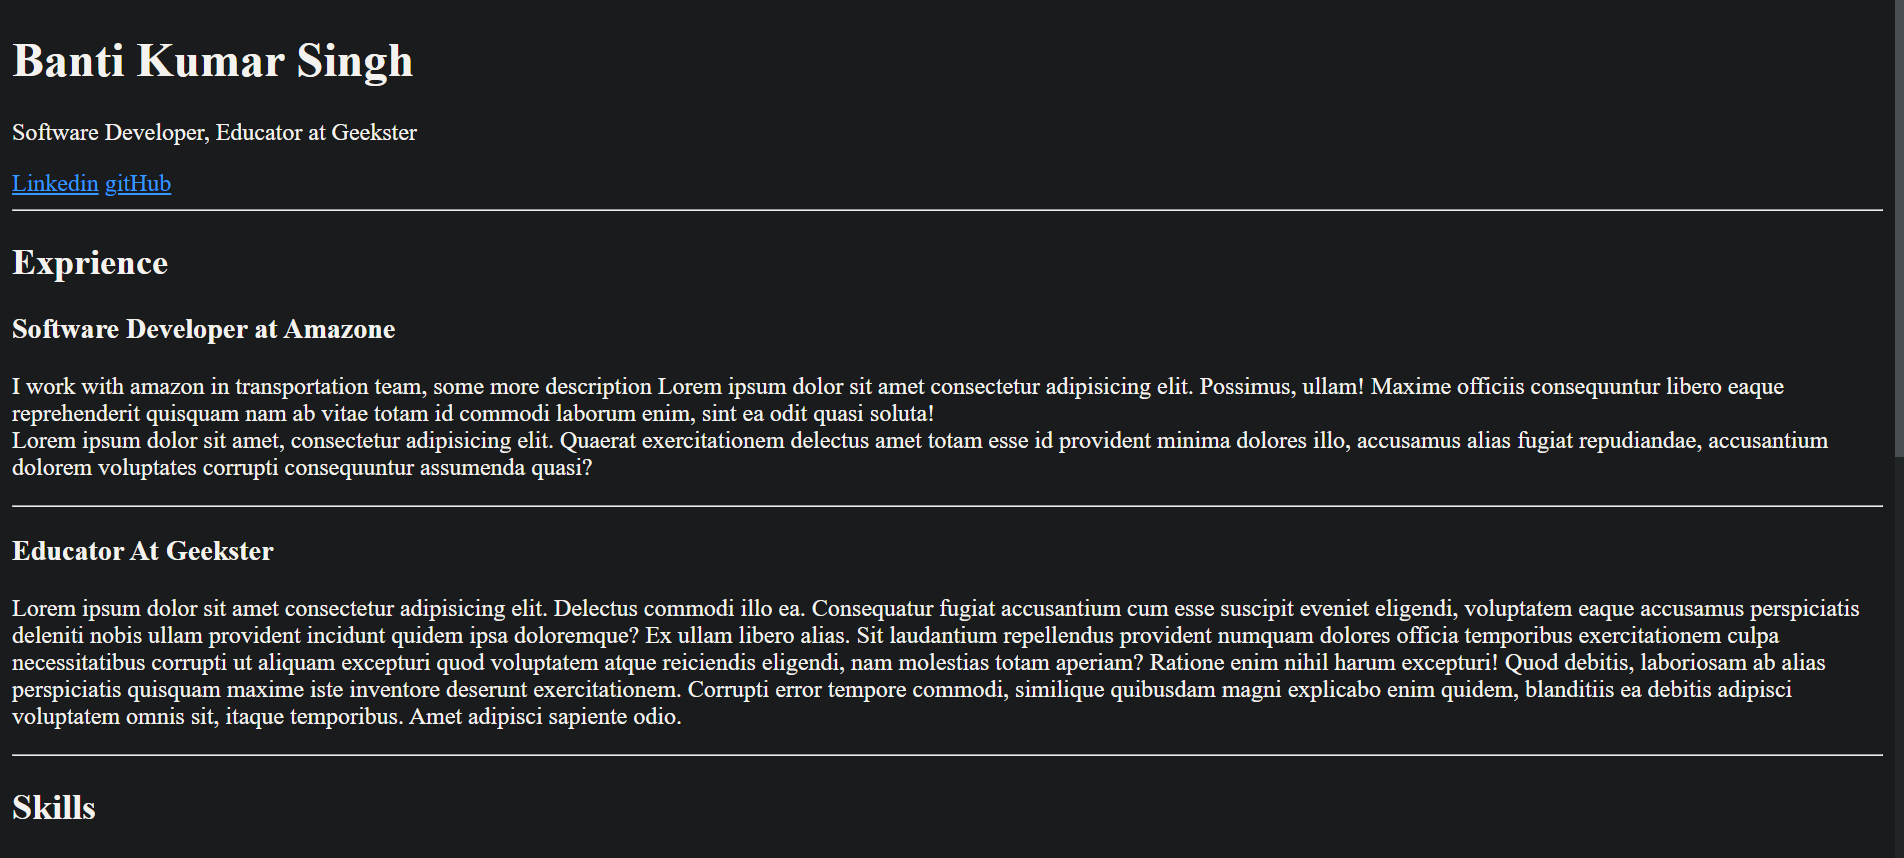 Banti Kumar Singh
Software Developer, Educator at Geekster
Linkedin gitHub
Exprience
Software Developer at Amazone
I work with amazon in transportation team, some more description Lorem ipsum dolor sit amet consectetur adipisicing elit. Possimus, ullam! Maxime officiis consequuntur libero eaque
reprehenderit quisquam nam ab vitae totam id commodi laborum enim, sint ea odit quasi soluta!
Lorem ipsum dolor sit amet, consectetur adipisicing elit. Quaerat exercitationem delectus amet totam esse id provident minima dolores illo, accusamus alias fugiat repudiandae, accusantium
dolorem voluptates corrupti consequuntur assumenda quasi?
Educator At Geekster
Lorem ipsum dolor sit amet consectetur adipisicing elit. Delectus commodi illo ea. Consequatur fugiat accusantium cum esse suscipit eveniet eligendi, voluptatem eaque accusamus perspiciatis
deleniti nobis ullam provident incidunt quidem ipsa doloremque? Ex ullam libero alias. Sit laudantium repellendus provident numquam dolores officia temporibus exercitationem culpa
necessitatibus corrupti ut aliquam excepturi quod voluptatem atque reiciendis eligendi, nam molestias totam aperiam? Ratione enim nihil harum excepturi! Quod debitis, laboriosam ab alias
perspiciatis quisquam maxime iste inventore deserunt exercitationem. Corrupti error tempore commodi, similique quibusdam magni explicabo enim quidem, blanditiis ea debitis adipisci
voluptatem omnis sit, itaque temporibus. Amet adipisci sapiente odio.
Skills